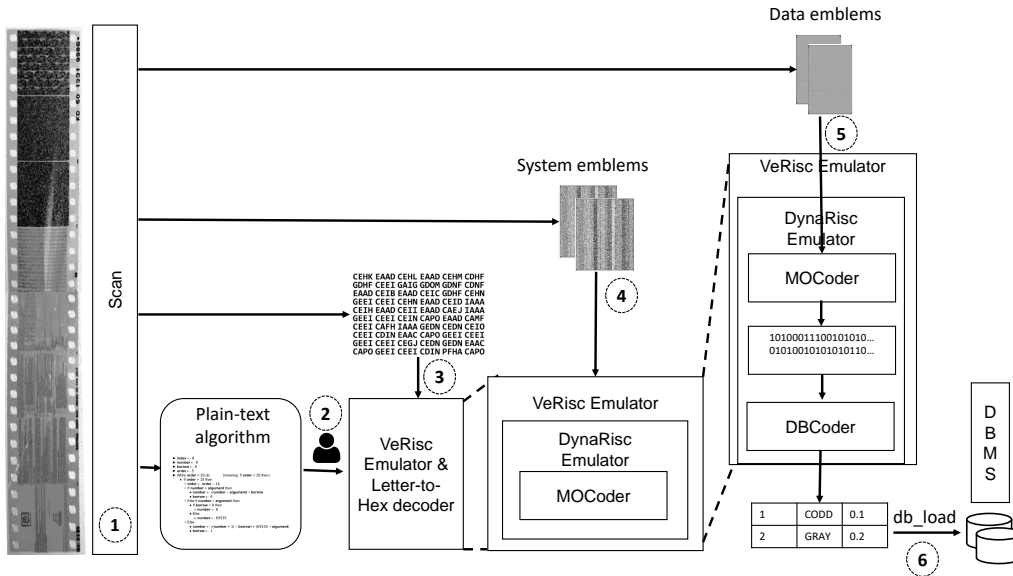 Data emblems
5
VeRisc Emulator
DynaRisc
Emulator
MOCoder
10100011100101010...
01010010101010110...
DBCoder
System emblems
4
CEHK EAAD CEHL EAAD CEHM CDHF
GDHF CEEI GAIG GDOM GDNF CDNF
EAAD CEIB EAAD CEIC GDHF CEHN
GEEI CEEI CEHN EAAD CEID IAAA
CEIH EAAD CEII EAAD CAEJ IAAA
GEEI CEEI CEIN CAPO EAAD CAMF
CEEI CAFH IAAA GEDN CEDN CEIO
CEEI CDIN EAAC CAPO GEEI CEEI
GEEI CEEI CEGJ CEDN GEDN EAAC
CAPO GEEI CEEI CDIN PFHA CAPO
3
Scan
1
Plain-text
algorithm
2
VeRisc
Emulator &
Letter-to-
Hex decoder
VeRisc Emulator
DynaRisc
Emulator
MOCoder
1 CODD 0.1
2 GRAY 0.2
db_load
6
DBMS